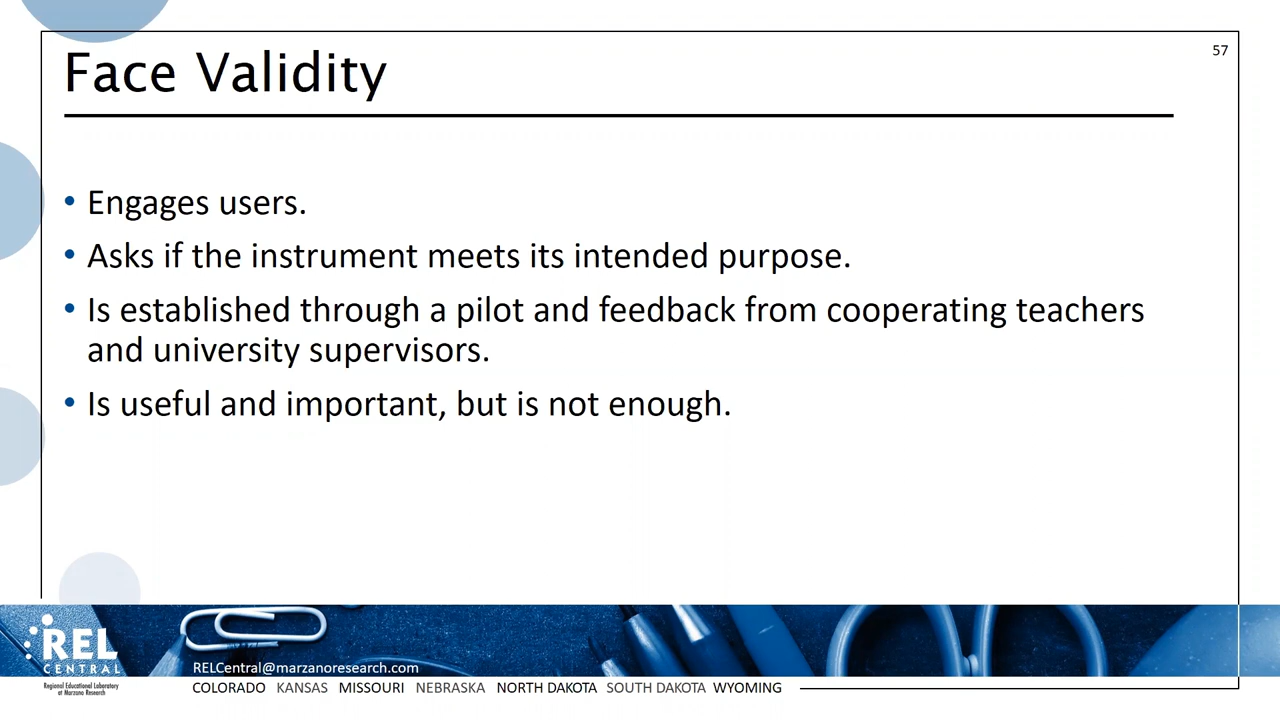 57
Face Validity
• Engages users.
• Asks if the instrument meets its intended purpose.
• Is established through a pilot and feedback from cooperating teachers
and university supervisors.
• Is useful and important, but is not enough.
REL
CENTRAL
Regional Educational Laboratory
at Marzano Research
RELCentral@marzanoresearch.com
COLORADO KANSAS MISSOURI NEBRASKA NORTH DAKOTA SOUTH DAKOTA WYOMING